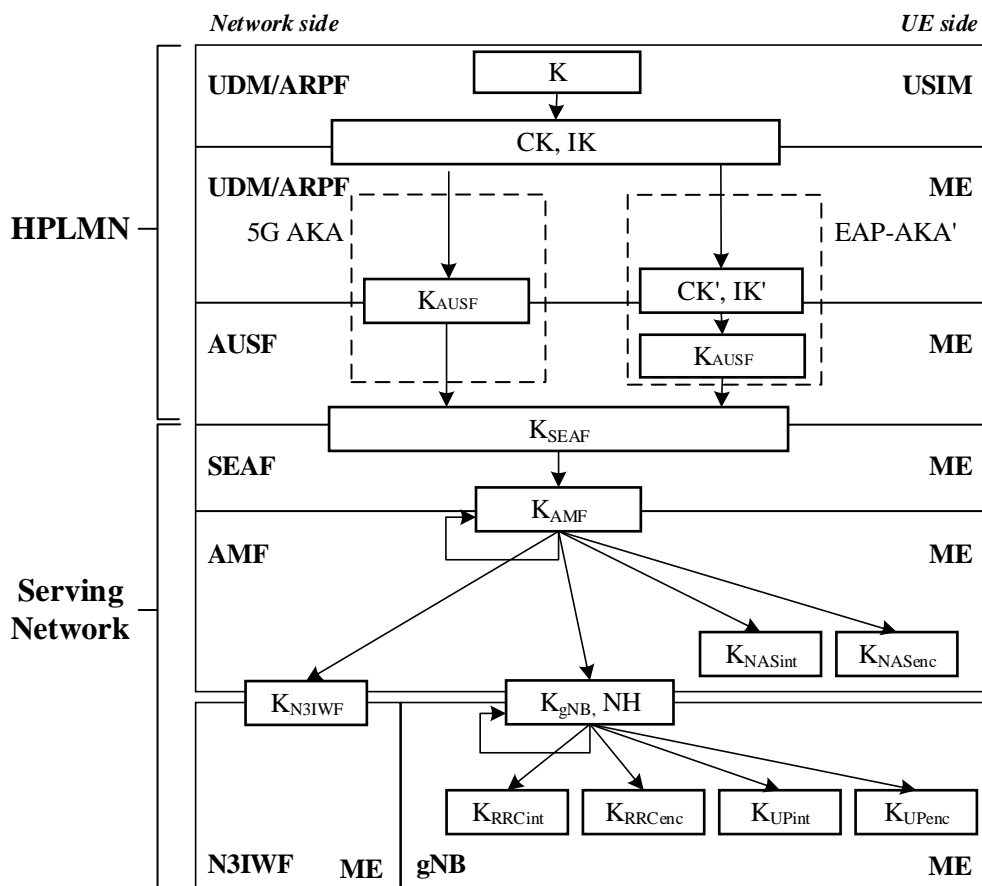 Network side
UE side
K
UDM/ARPF
USIM
CK, IK
UDM/ARPF
ME
HPLMN
5G AKA
EAP-AKA'
CK', IK'
KAUSF
AUSF
ME
KAUSF
KSEAF
SEAF
ME
KAMF
AMF
ME
Serving
Network
KNASint
KNASenc
KN3IWF
KgNB, NH
KRRCint
KRRCenc
KUPint
KUPenc
N3IWF
ME
gNB
ME